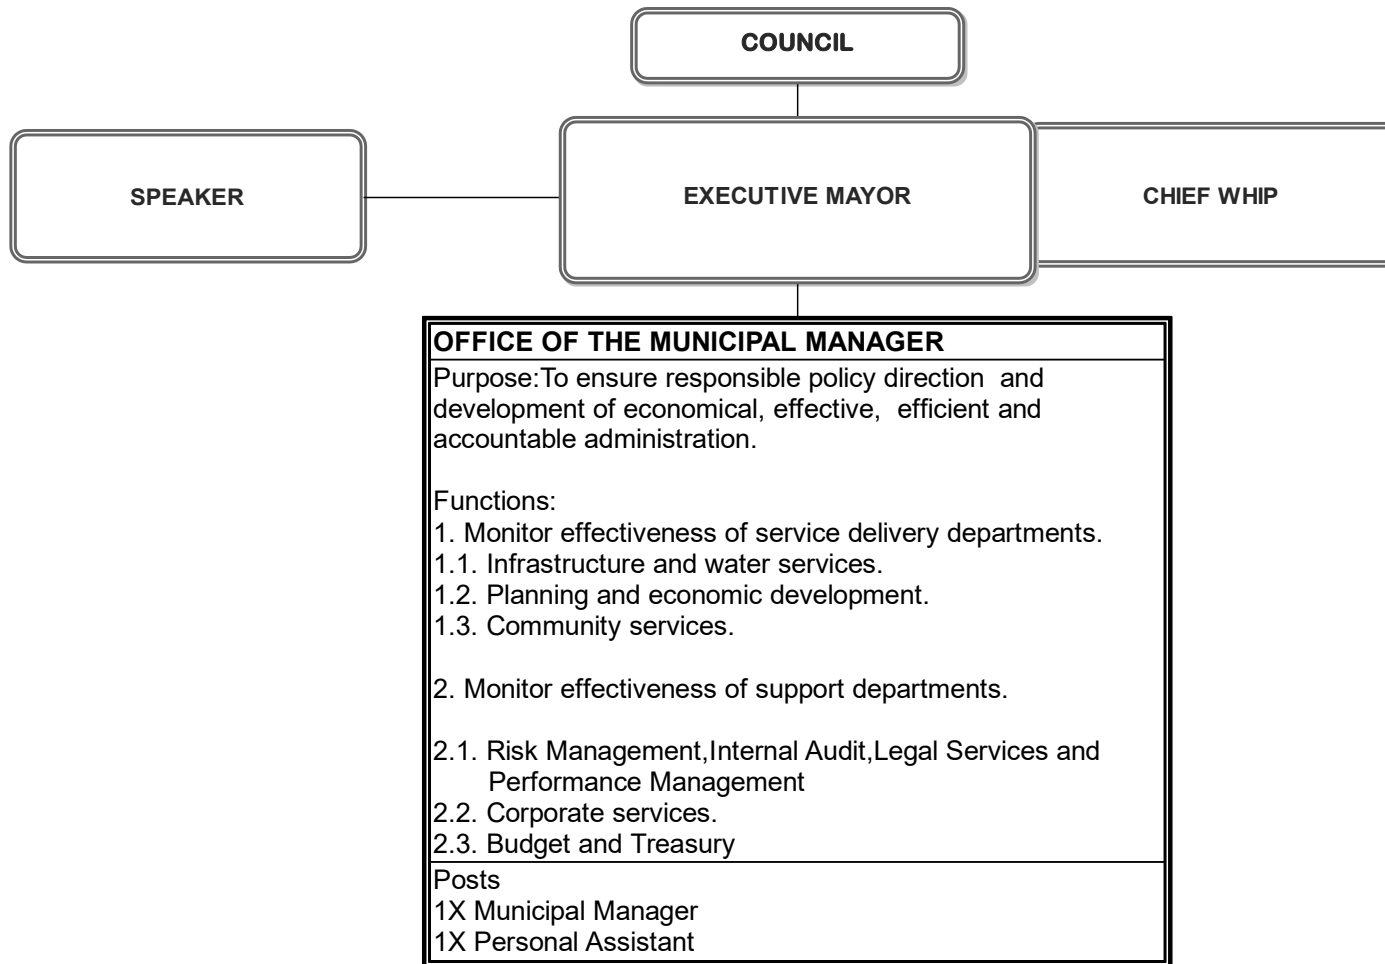 COUNCIL
SPEAKER
EXECUTIVE MAYOR
CHIEF WHIP
OFFICE OF THE MUNICIPAL MANAGER
Purpose:To ensure responsible policy direction  and
development of economical, effective,  efficient and
accountable administration.
Functions:
1. Monitor effectiveness of service delivery departments.
1.1. Infrastructure and water services.
1.2. Planning and economic development.
1.3. Community services.
2. Monitor effectiveness of support departments.
2.1. Risk Management,Internal Audit,Legal Services and
Performance Management
2.2. Corporate services.
2.3. Budget and Treasury
Posts
1X Municipal Manager
1X Personal Assistant